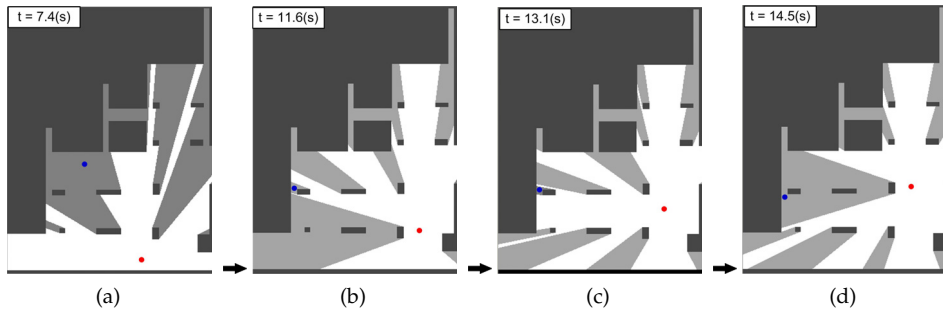 t = 7.4(s)
t = 11.6(s)
t = 13.1(s)
t = 14.5(s)
(a)
(b)
(c)
(d)